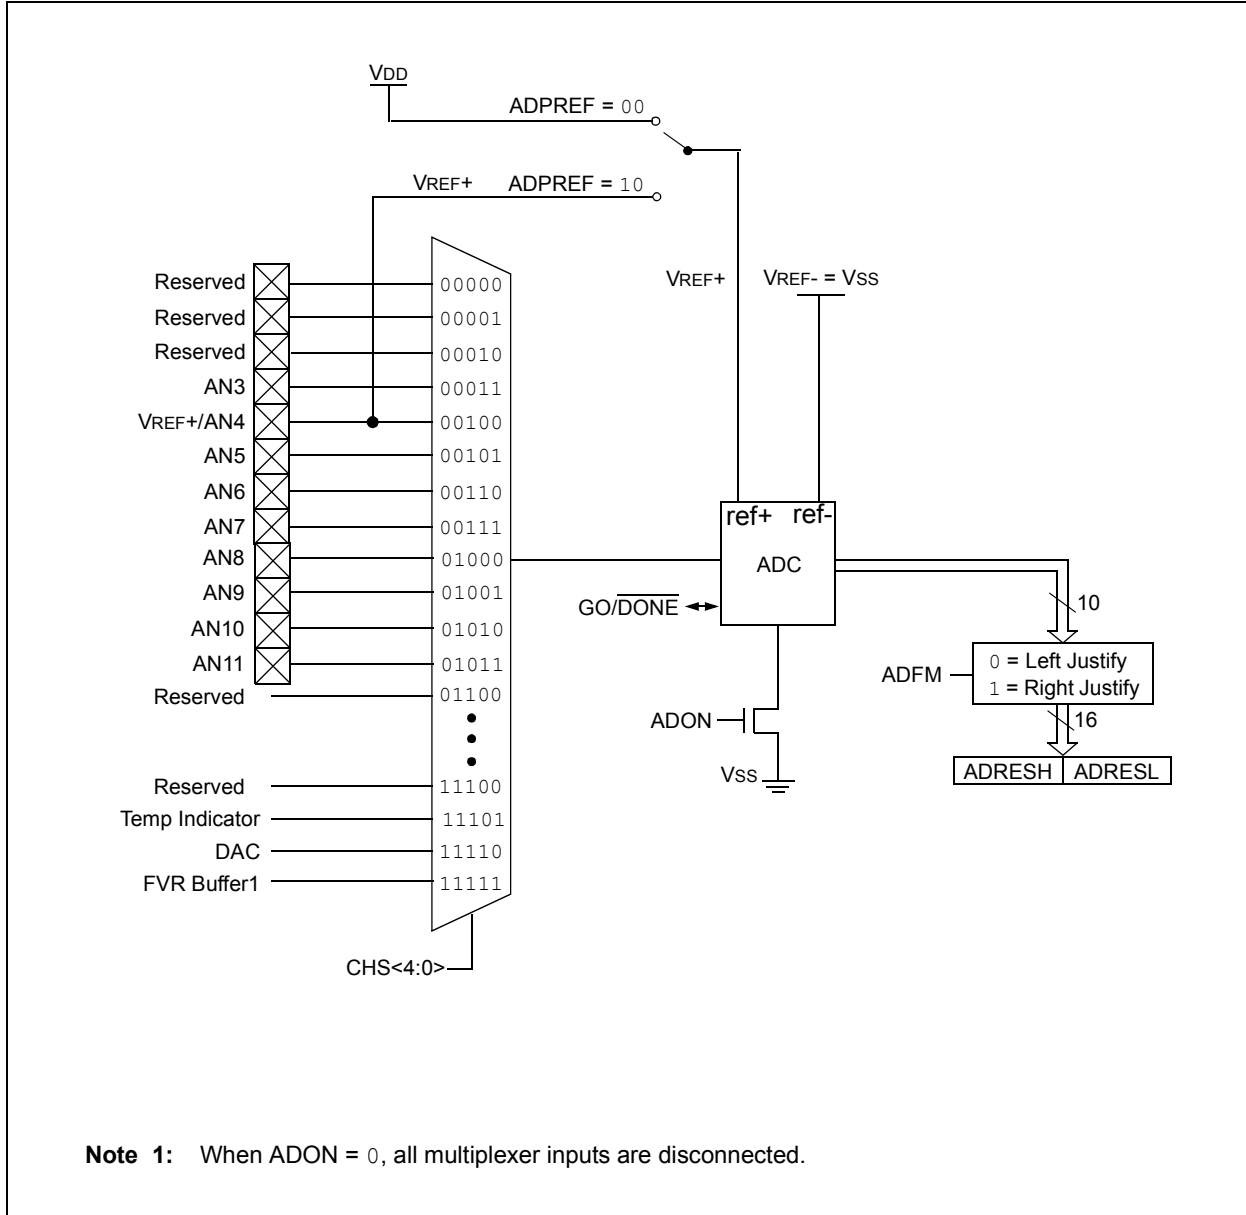 VDD
ADPREF = 00
VREF+ ADPREF = 10
VREF+ VREF- = VSS
Reserved 00000
Reserved 00001
Reserved 00010
AN3 00011
VREF+/AN4 00100
AN5 00101
AN6 00110
AN7 00111
ref+ ref-
AN8 01000
ADC
AN9 01001
GO/DONE
10
AN10 01010
AN11 01011
0 = Left Justify
ADFM
1 = Right Justify
Reserved 01100
ADON
16
VSS
ADRESH ADRESL
Reserved 11100
Temp Indicator 11101
DAC 11110
FVR Buffer1 11111
CHS<4:0>
Note 1: When ADON = 0, all multiplexer inputs are disconnected.